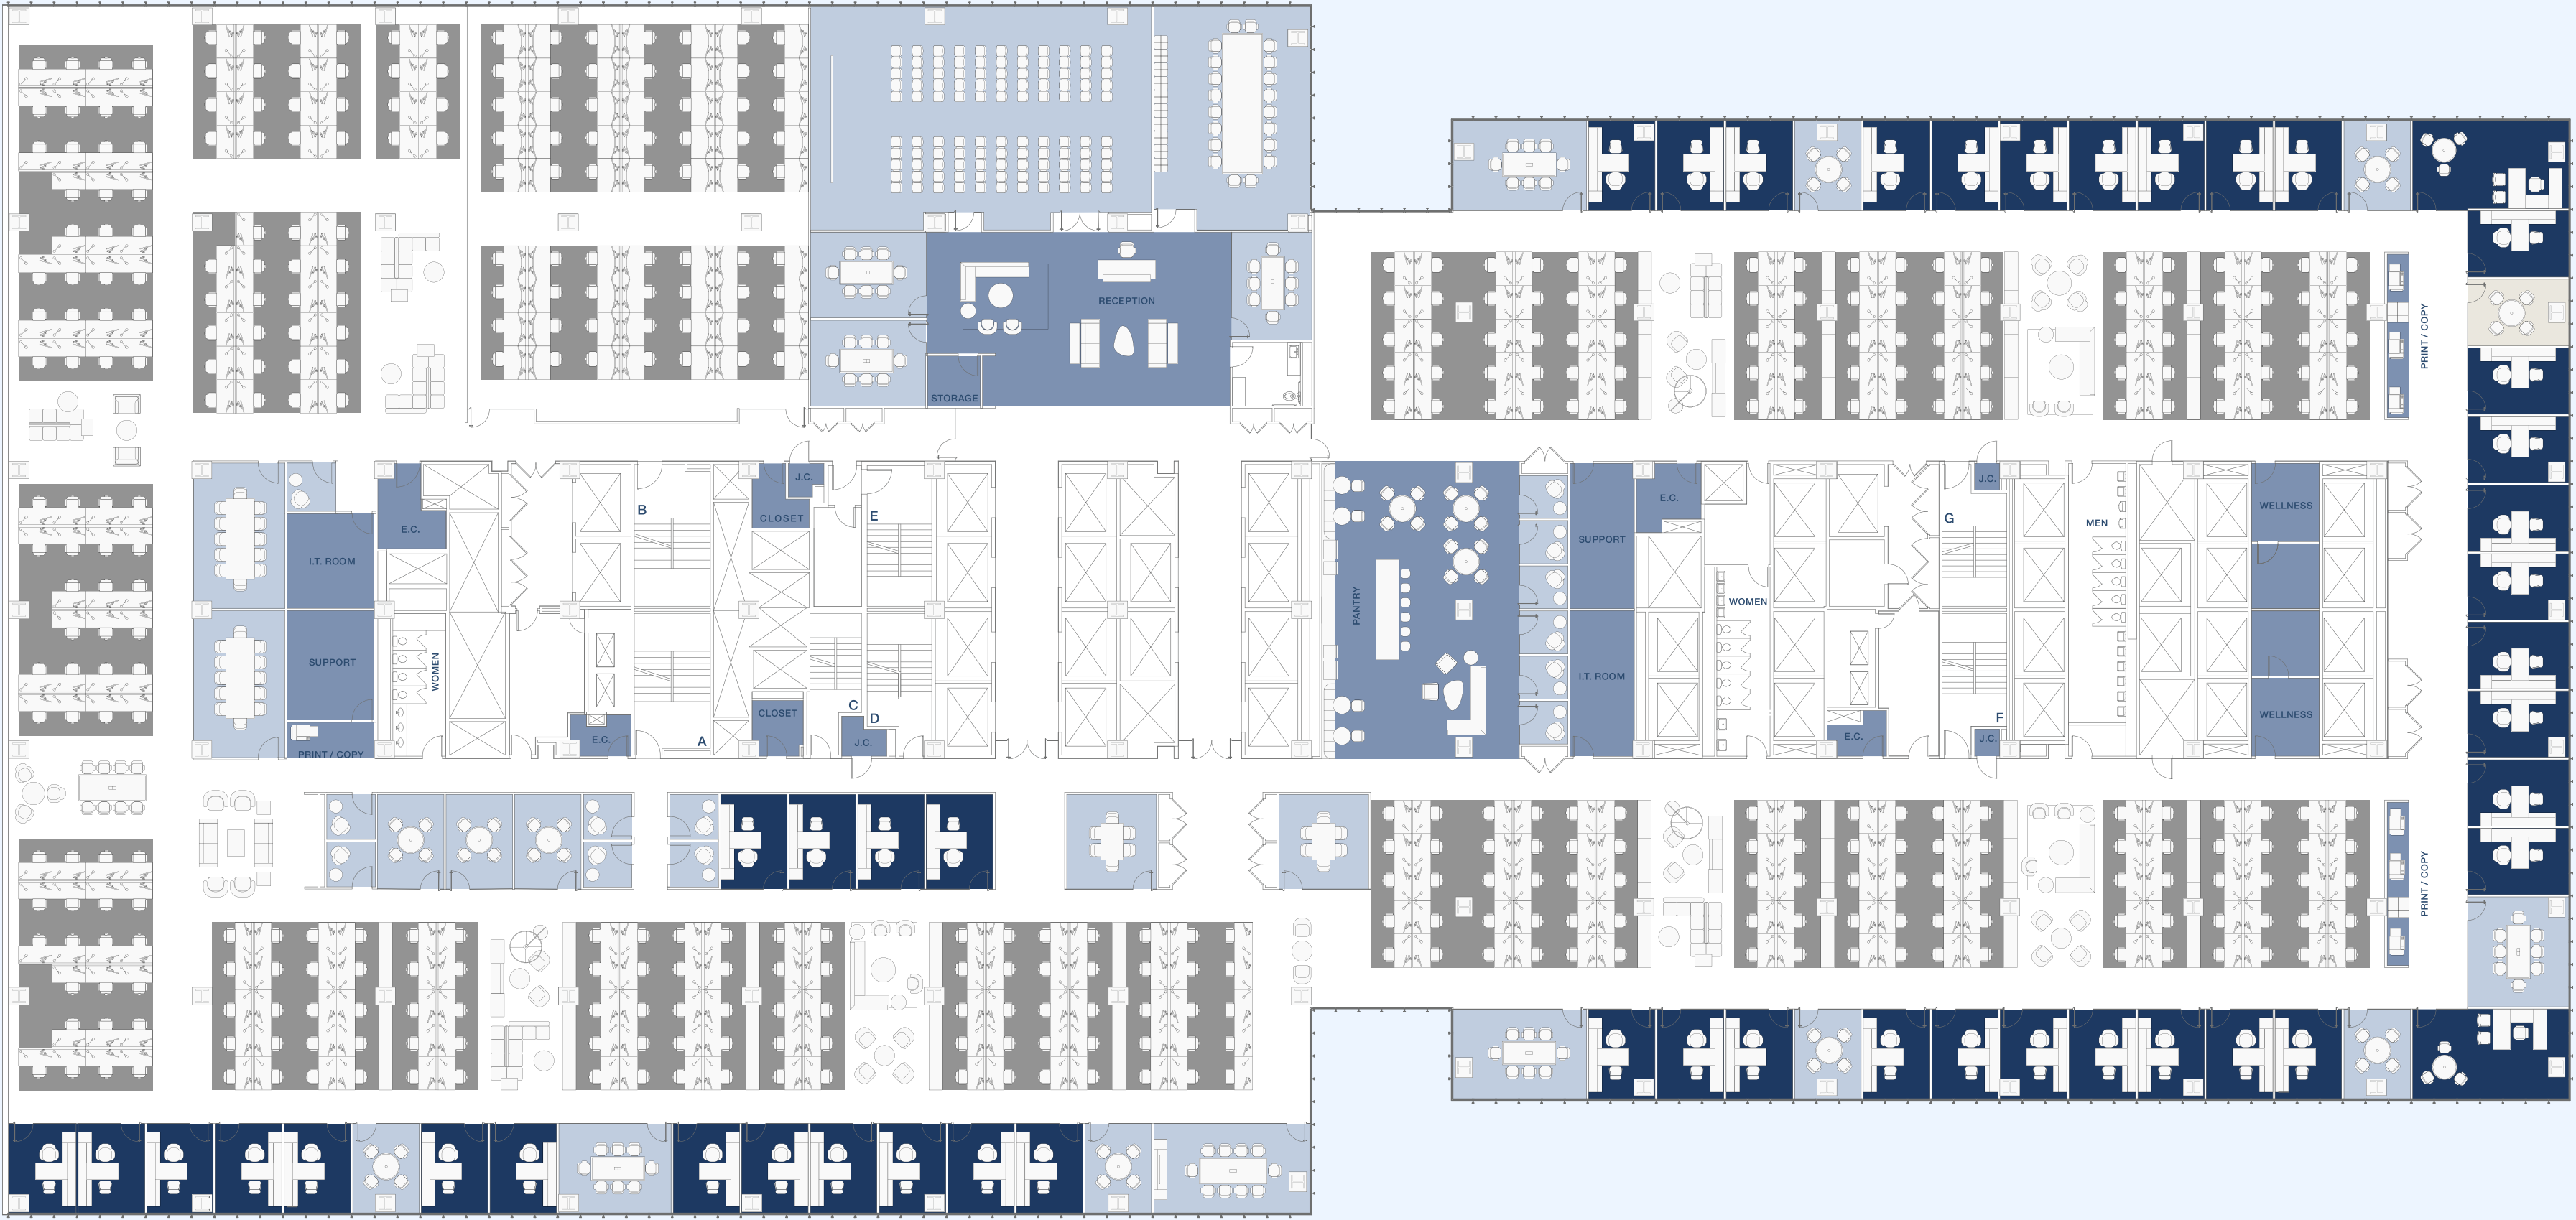 RECEPTION
STORAGE
PRINT / COPY
J.C.
E.C.
CLOSET
B
E
I.T. ROOM
SUPPORT
WOMEN
PRINT / COPY
E.C.
A
CLOSET
C
D
J.C.
PANTRY
SUPPORT
E.C.
WOMEN
I.T. ROOM
J.C.
G
MEN
WELLNESS
E.C.
F
J.C.
WELLNESS
PRINT / COPY